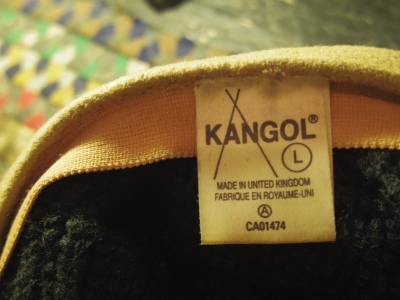 KANGOL®
L
MADE IN UNITED KINGDOM
FABRIQUE EN ROYAUME-UNI
A
CA01474